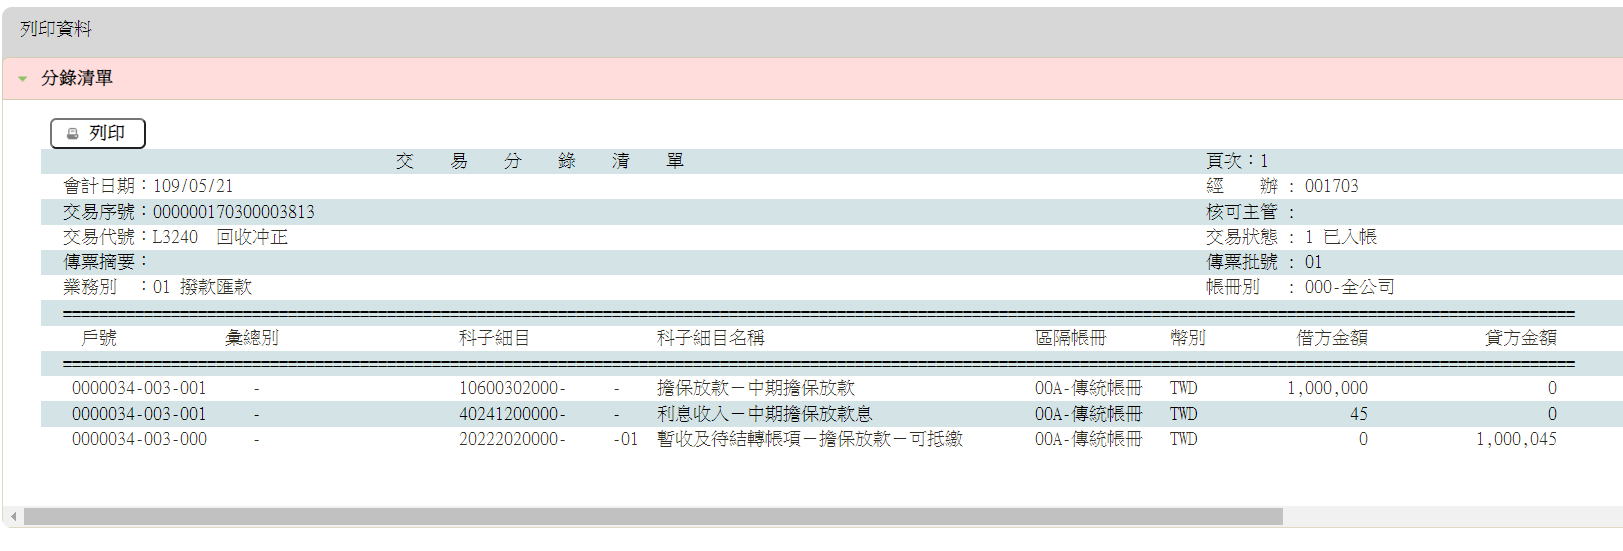 列印資料
分錄清單
列印
交 易 分 錄 清 單 頁次：1
會計日期：109/05/21 經 辦 : 001703
交易序號：000000170300003813 核可主管 :
交易代號：L3240 回收冲正 交易狀態 : 1 已入帳
傳票摘要： 傳票批號 : 01
業務別 ：01 撥款匯款 帳冊別 : 000-全公司
========================================================================================================================================================================
戶號 彙總別 科子細目 科子細目名稱 區隔帳冊 幣別 借方金額 貸方金額
========================================================================================================================================================================
0000034-003-001 - 10600302000- - 擔保放款－中期擔保放款 00A-傳統帳冊 TWD 1,000,000 0
0000034-003-001 - 40241200000- - 利息收入－中期擔保放款息 00A-傳統帳冊 TWD 45 0
0000034-003-000 - 20222020000- -01 暫收及待結轉帳項－擔保放款－可抵繳 00A-傳統帳冊 TWD 0 1,000,045